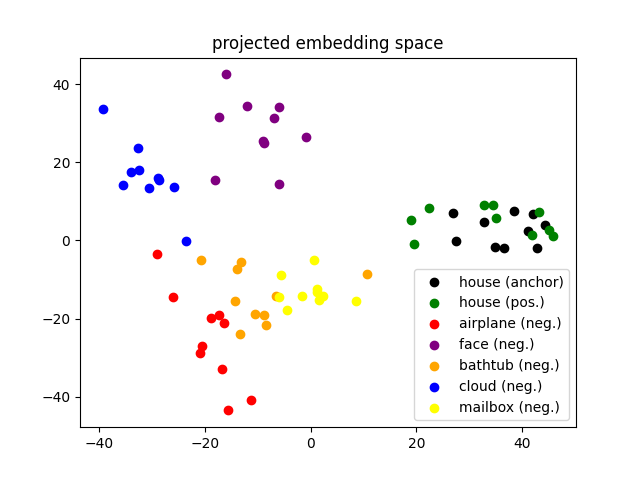 projected embedding space
40
20
0
−20
−40
−40
−20
0
20
40
house (anchor)
house (pos.)
airplane (neg.)
face (neg.)
bathtub (neg.)
cloud (neg.)
mailbox (neg.)